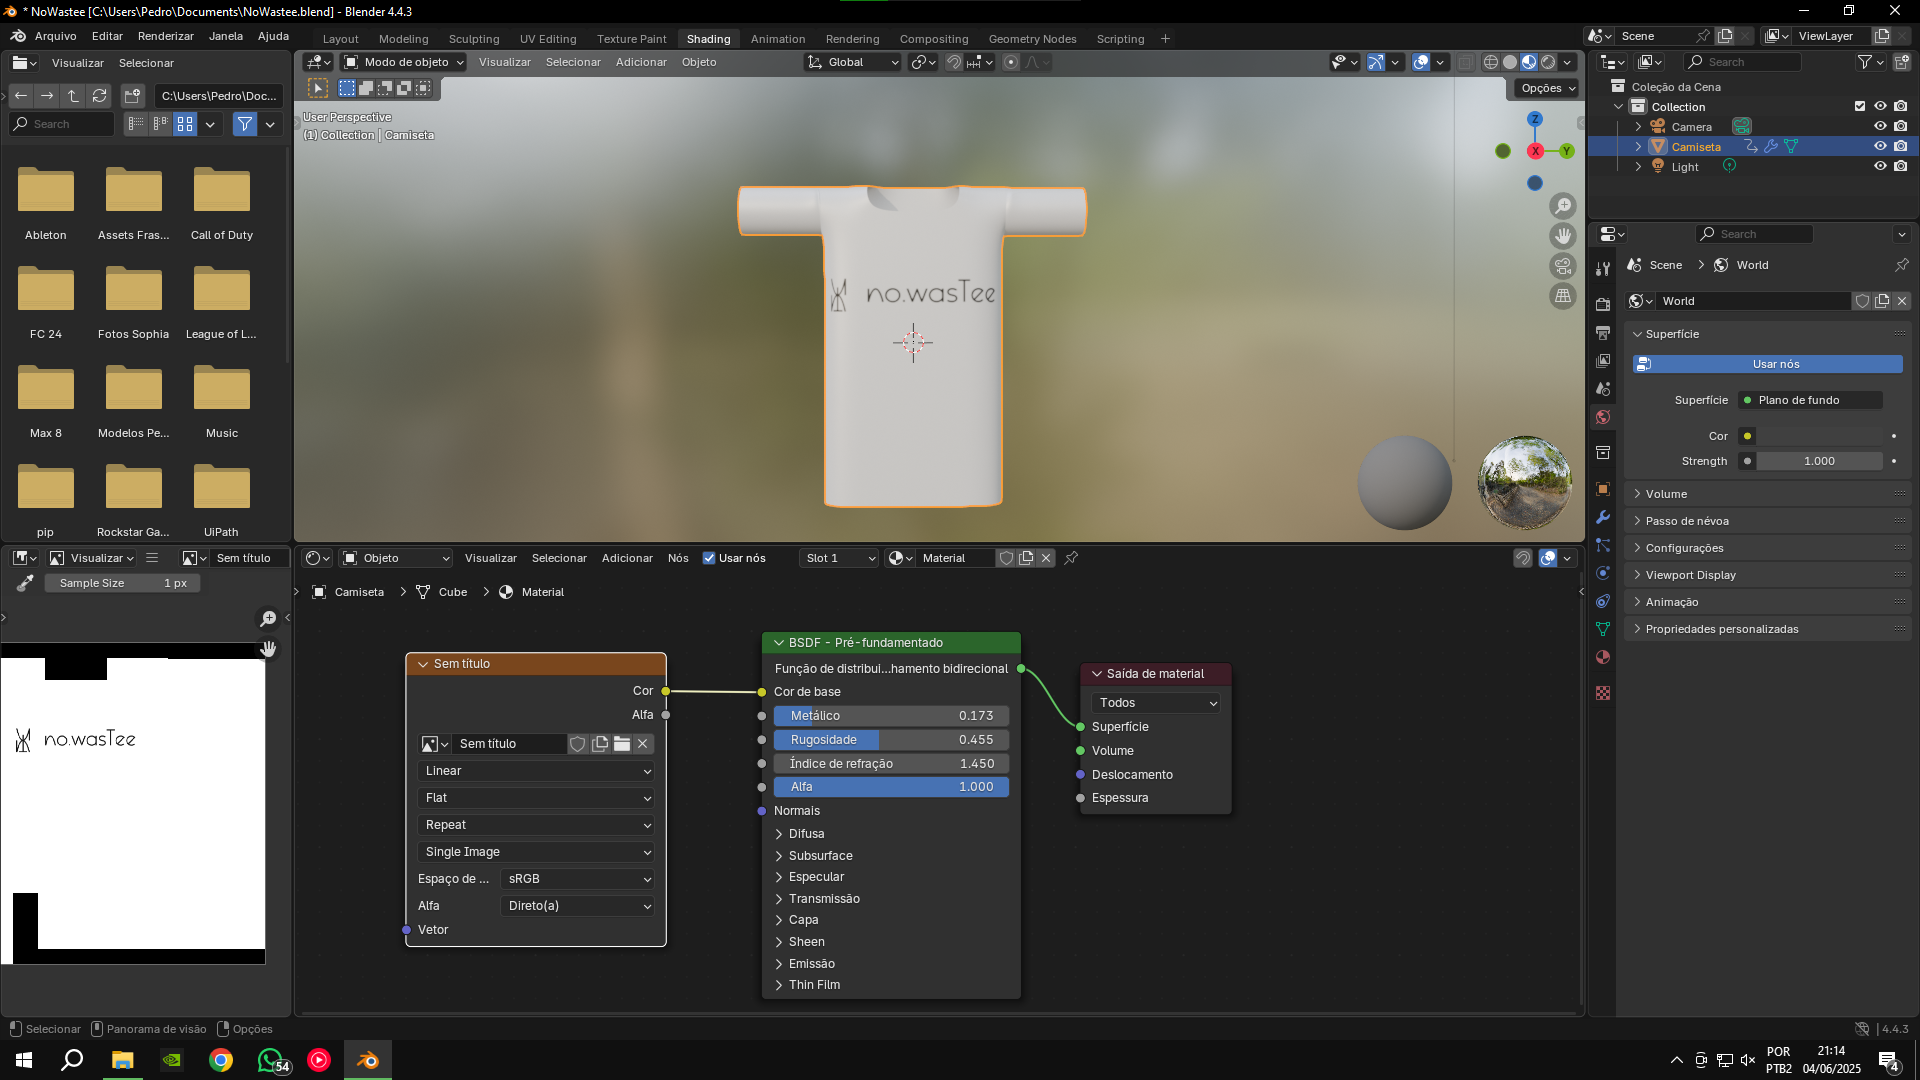 * NoWastee [C:\Users\Pedro\Documents\NoWastee.blend] - Blender 4.4.3
Arquivo Editar Renderizar Janela Ajuda
Layout Modeling Sculpting UV Editing Texture Paint Shading Animation Rendering Compositing Geometry Nodes Scripting +
Scene
ViewLayer
Visualizar Selecionar
C:\Users\Pedro\Doc...
Search
Ableton
Assets Fras...
Call of Duty
FC 24
Fotos Sophia
League of L...
Max 8
Modelos Pe...
Music
pip
Rockstar Ga...
UiPath
Modo de objeto Visualizar Selecionar Adicionar Objeto
Global
Opções
User Perspective
(1) Collection | Camiseta
no.wasTee
Z
X
Y
Search
Coleção da Cena
Collection
Camera
Camiseta
Light
Search
Scene > World
World
Superfície
Usar nós
Superfície Plano de fundo
Cor
Strength 1.000
Volume
Passo de névoa
Configurações
Viewport Display
Animação
Propriedades personalizadas
Visualizar
Sem título
Sample Size 1 px
no.wasTee
Objeto Visualizar Selecionar Adicionar Nós Usar nós Slot 1 Material
Camiseta > Cube > Material
Sem título
Cor
Alfa
Sem título
Linear
Flat
Repeat
Single Image
Espaço de ... sRGB
Alfa Direto(a)
Vetor
BSDF - Pré-fundamentado
Função de distribui...hamento bidirecional
Cor de base
Metálico 0.173
Rugosidade 0.455
Índice de refração 1.450
Alfa 1.000
Normais
Difusa
Subsurface
Especular
Transmissão
Capa
Sheen
Emissão
Thin Film
Saída de material
Todos
Superfície
Volume
Deslocamento
Espessura
Selecionar Panorama de visão Opções
4.4.3
54
POR
PTB2
21:14
04/06/2025
4